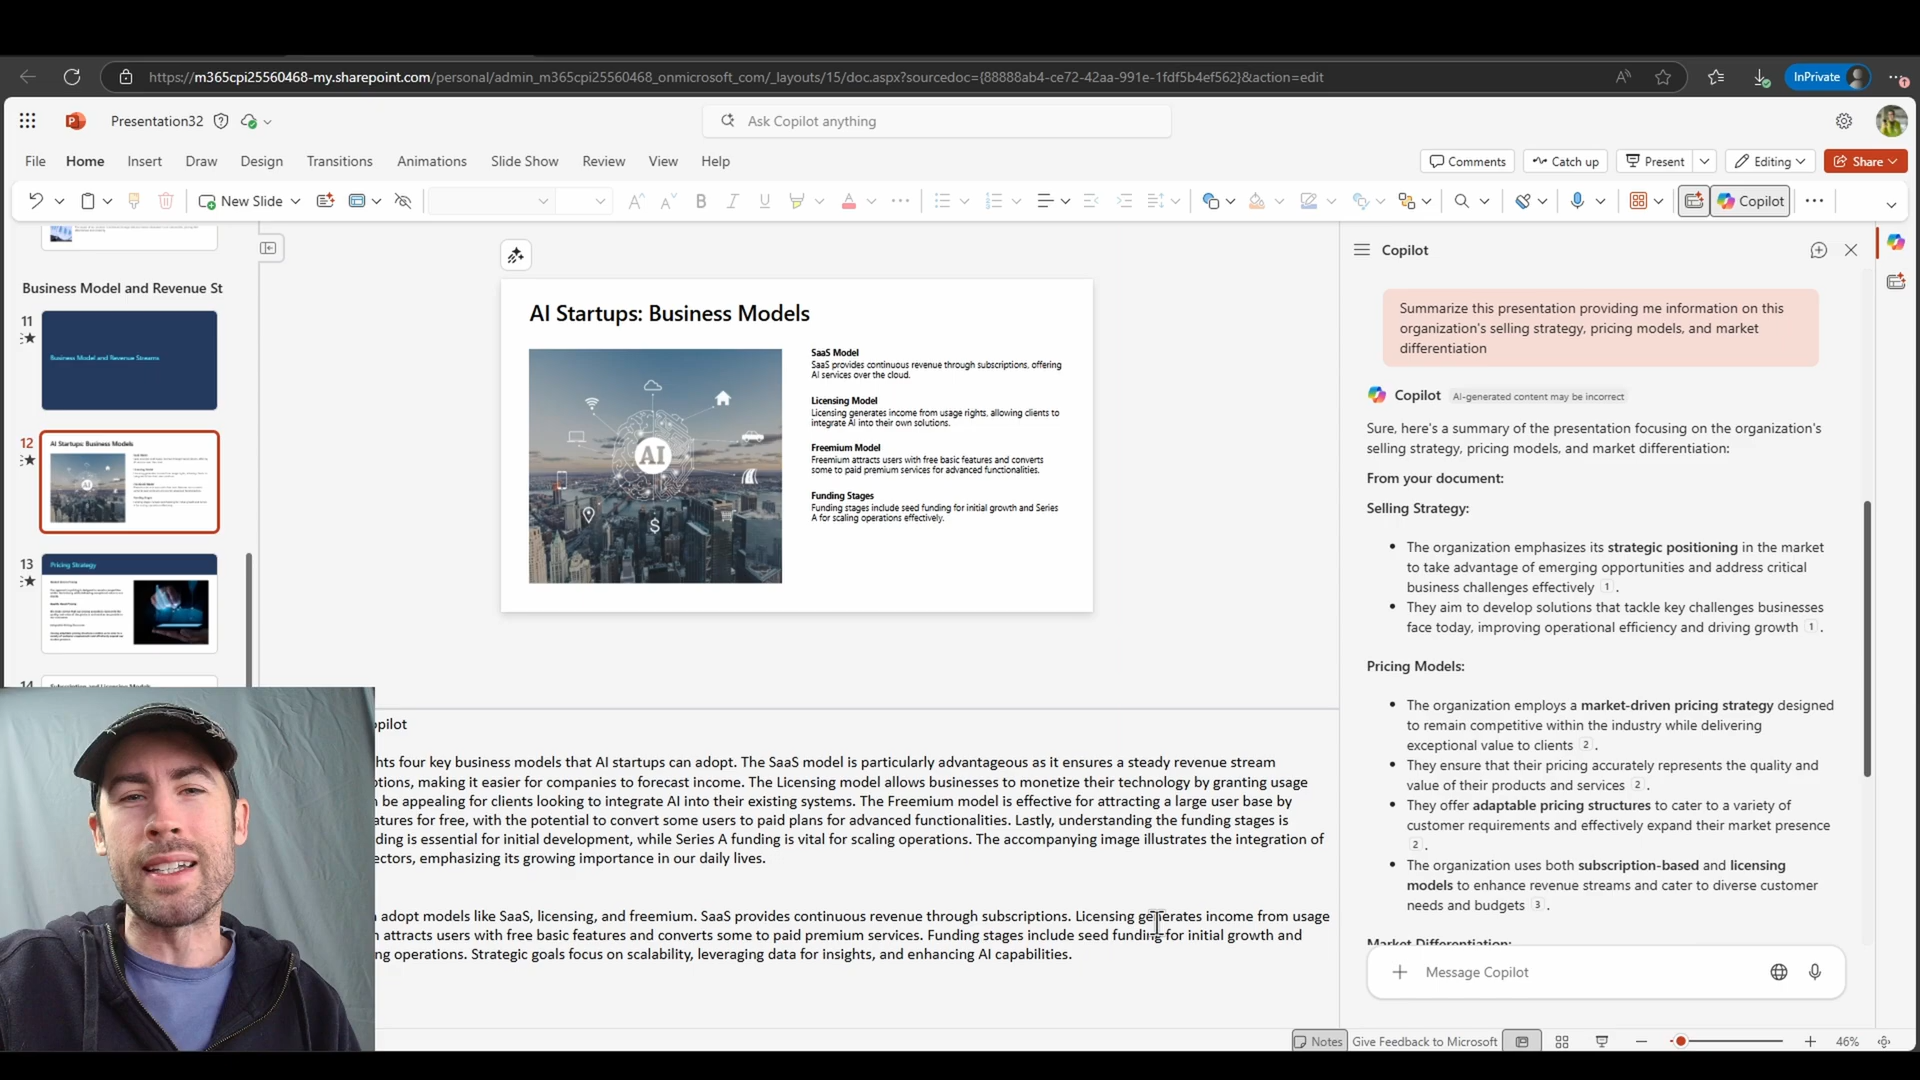 https://m365cpi25560468-my.sharepoint.com/personal/admin_m365cpi25560468_onmicrosoft_com/_layouts/15/doc.aspx?sourcedoc={88888ab4-ce72-42aa-991e-1fdf5b4ef562}&action=edit
InPrivate
Presentation32
Ask Copilot anything
File Home Insert Draw Design Transitions Animations Slide Show Review View Help
Comments Catch up Present Editing Share
New Slide
Copilot
Business Model and Revenue St
11
Business Model and Revenue Streams
12
AI Startups: Business Models
13
Pricing Strategy
14
AI Startups: Business Models
AI
SaaS Model
SaaS provides continuous revenue through subscriptions, offering
AI services over the cloud.
Licensing Model
Licensing generates income from usage rights, allowing clients to
integrate AI into their own solutions.
Freemium Model
Freemium attracts users with free basic features and converts
some to paid premium services for advanced functionalities.
Funding Stages
Funding stages include seed funding for initial growth and Series
A for scaling operations effectively.
pilot
hts four key business models that AI startups can adopt. The SaaS model is particularly advantageous as it ensures a steady revenue stream
ptions, making it easier for companies to forecast income. The Licensing model allows businesses to monetize their technology by granting usage
n be appealing for clients looking to integrate AI into their existing systems. The Freemium model is effective for attracting a large user base by
atures for free, with the potential to convert some users to paid plans for advanced functionalities. Lastly, understanding the funding stages is
ding is essential for initial development, while Series A funding is vital for scaling operations. The accompanying image illustrates the integration of
ectors, emphasizing its growing importance in our daily lives.
adopt models like SaaS, licensing, and freemium. SaaS provides continuous revenue through subscriptions. Licensing generates income from usage
attracts users with free basic features and converts some to paid premium services. Funding stages include seed funding for initial growth and
ng operations. Strategic goals focus on scalability, leveraging data for insights, and enhancing AI capabilities.
Copilot
Summarize this presentation providing me information on this
organization's selling strategy, pricing models, and market
differentiation
Copilot AI-generated content may be incorrect
Sure, here's a summary of the presentation focusing on the organization's
selling strategy, pricing models, and market differentiation:
From your document:
Selling Strategy:
• The organization emphasizes its strategic positioning in the market
to take advantage of emerging opportunities and address critical
business challenges effectively 1 .
• They aim to develop solutions that tackle key challenges businesses
face today, improving operational efficiency and driving growth 1 .
Pricing Models:
• The organization employs a market-driven pricing strategy designed
to remain competitive within the industry while delivering
exceptional value to clients 2 .
• They ensure that their pricing accurately represents the quality and
value of their products and services 2 .
• They offer adaptable pricing structures to cater to a variety of
customer requirements and effectively expand their market presence
2 .
• The organization uses both subscription-based and licensing
models to enhance revenue streams and cater to diverse customer
needs and budgets 3 .
Market Differentiation:
Message Copilot
Notes Give Feedback to Microsoft 46%